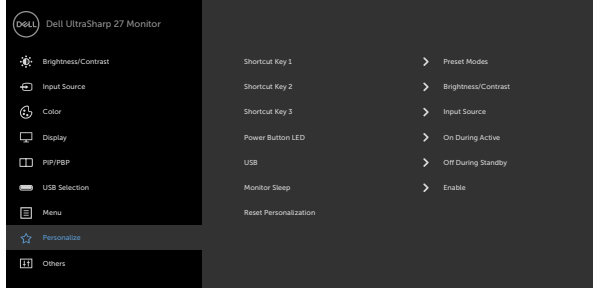 DELL Dell UltraSharp 27 Monitor
Brightness/Contrast
Input Source
Color
Display
PIP/PBP
USB Selection
Menu
Personalize
Others
Shortcut Key 1 Preset Modes
Shortcut Key 2 Brightness/Contrast
Shortcut Key 3 Input Source
Power Button LED On During Active
USB Off During Standby
Monitor Sleep Enable
Reset Personalization